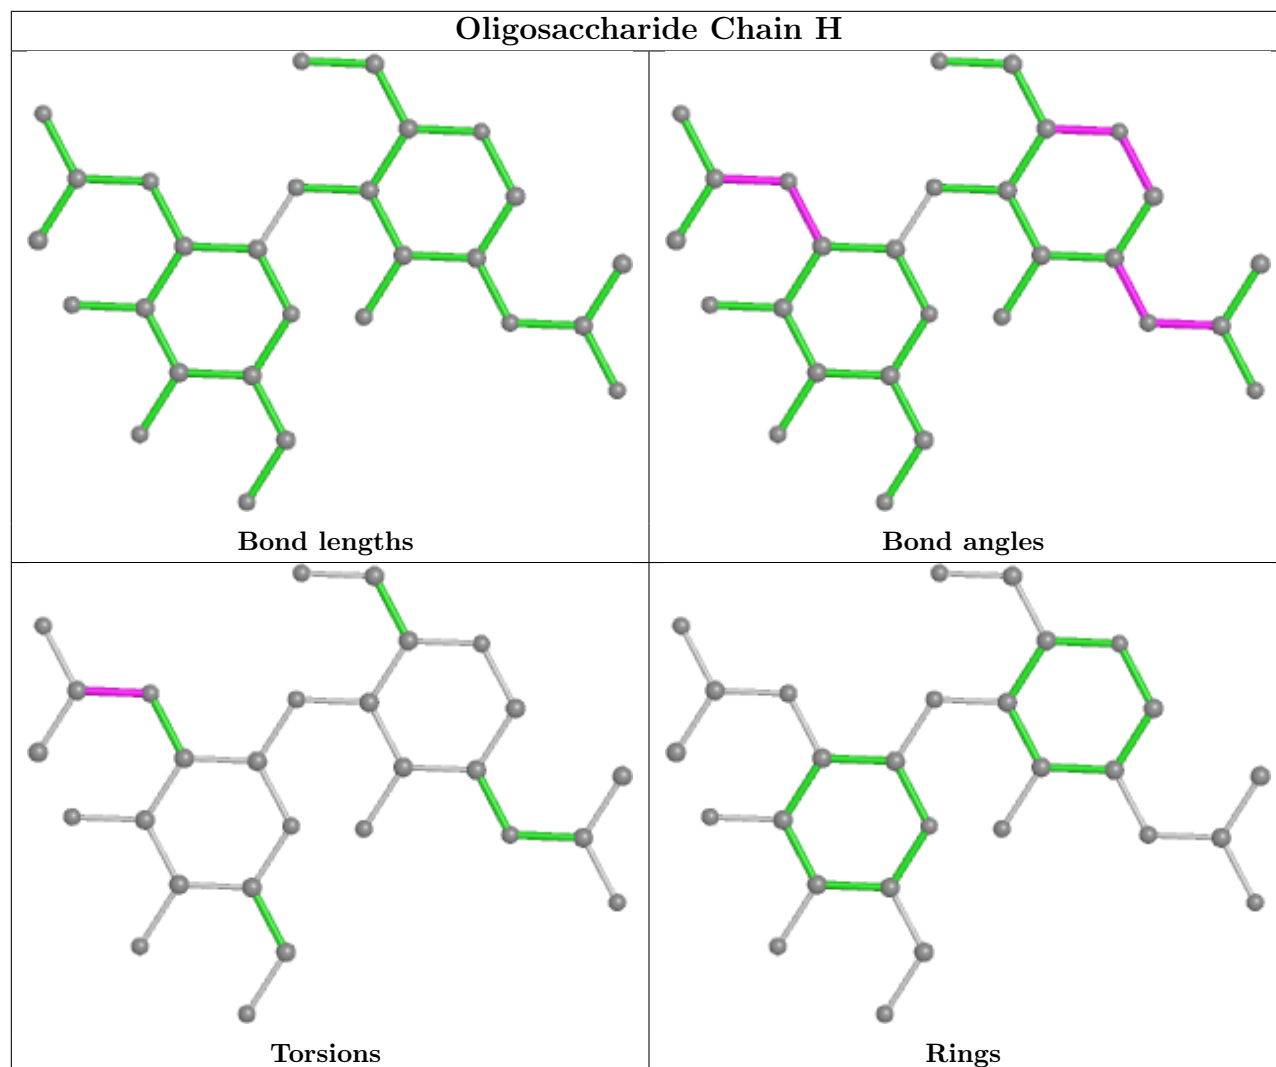 Oligosaccharide Chain H
Bond lengths
Bond angles
Torsions
Rings